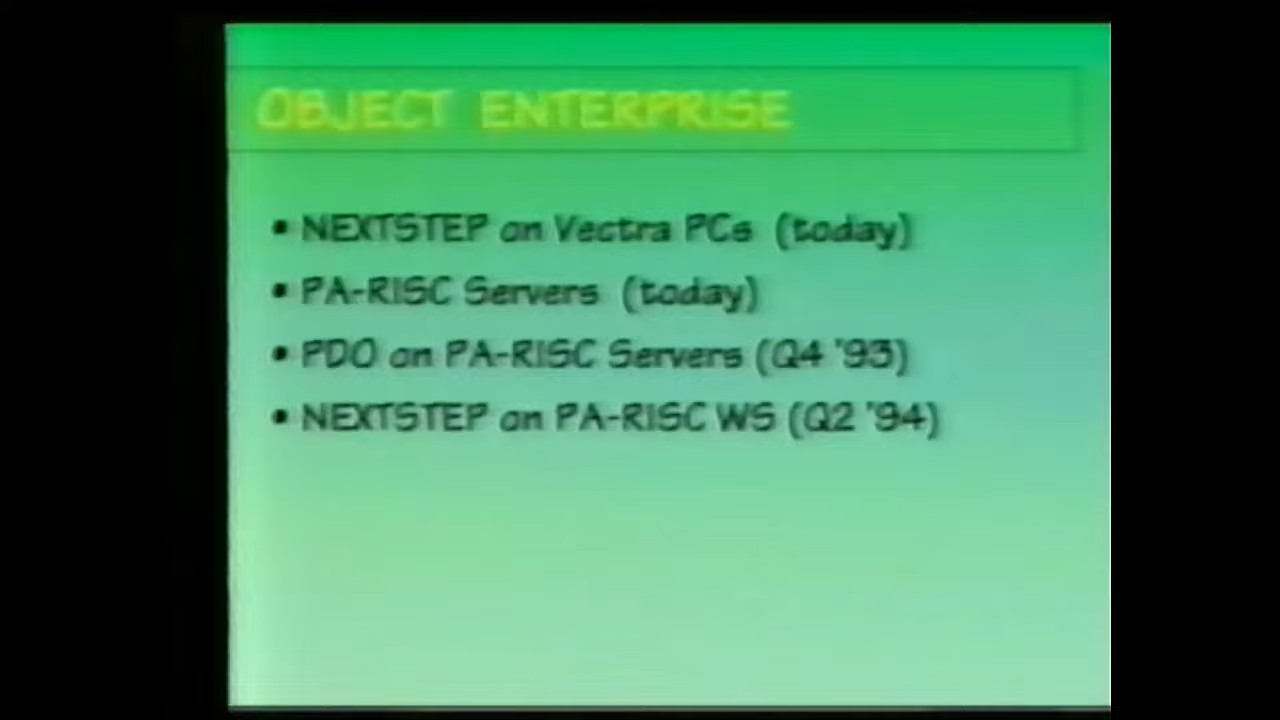 OBJECT ENTERPRISE
• NEXTSTEP on Vectra PCs (today)
• PA-RISC Servers (today)
• PDO on PA-RISC Servers (Q4 '93)
• NEXTSTEP on PA-RISC WS (Q2 '94)